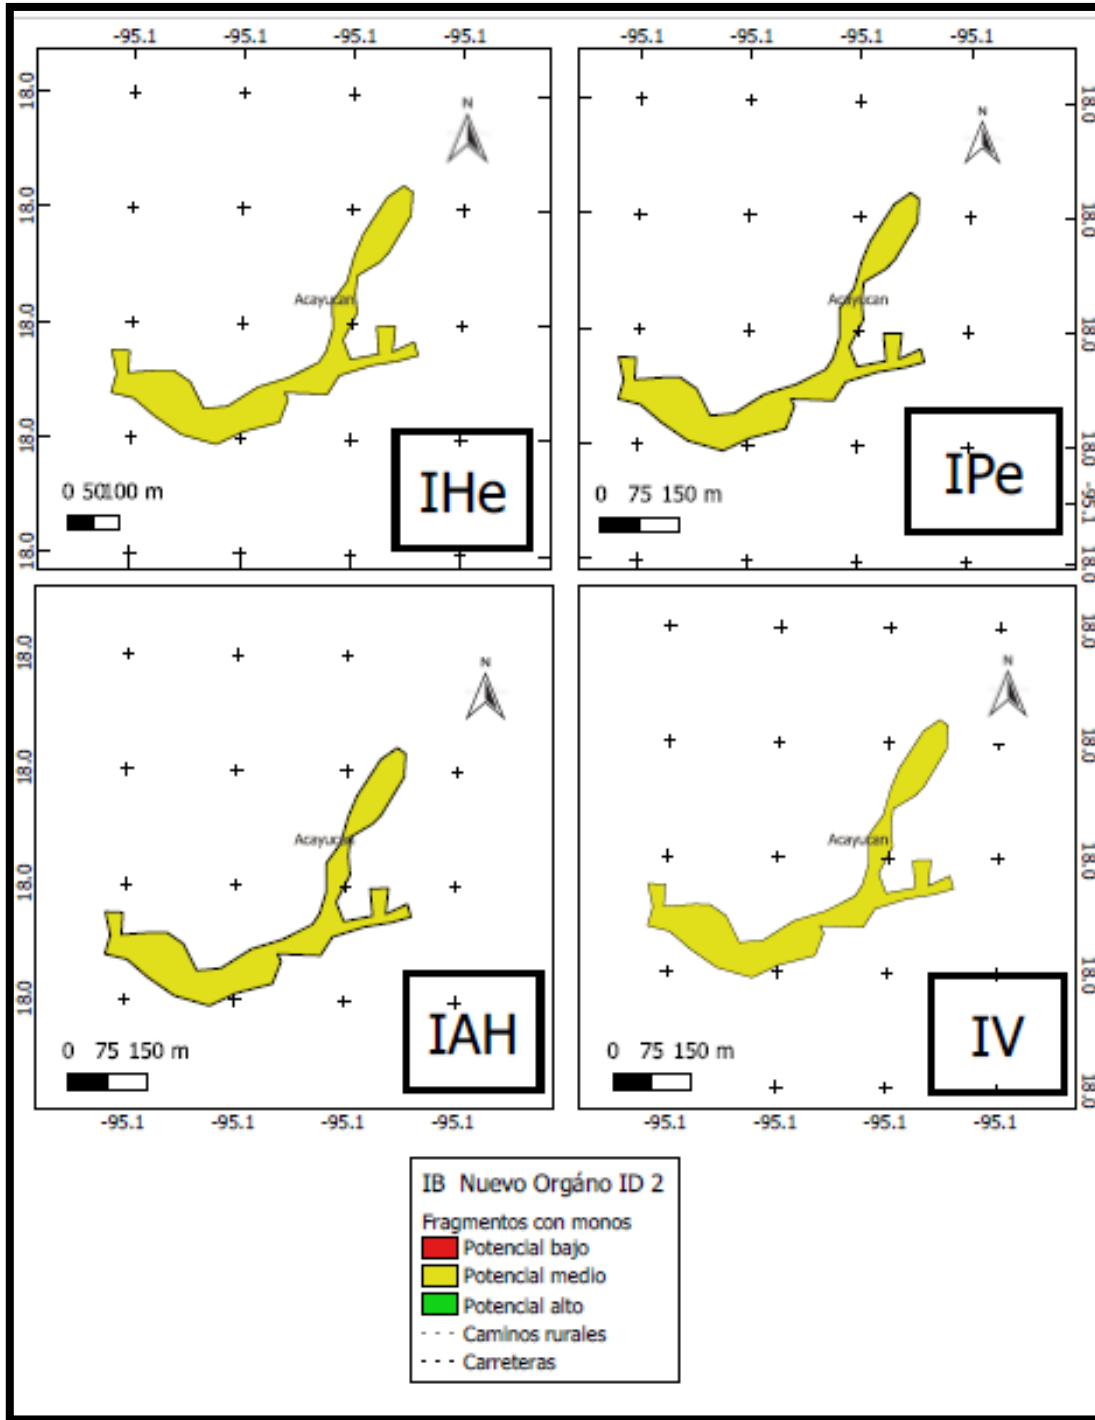 -95.1 -95.1 -95.1 -95.1
-95.1 -95.1 -95.1 -95.1
18.0
18.0
18.0
18.0
18.0
N
Acayucan
0 50100 m
IHe
N
Acayucan
0 75 150 m
IPe
18.0
18.0
18.0
18.0
-95.1
18.0
18.0
18.0
18.0
18.0
N
Acayucan
0 75 150 m
IAH
N
Acayucan
0 75 150 m
IV
18.0
18.0
18.0
18.0
18.0
-95.1 -95.1 -95.1 -95.1
-95.1 -95.1 -95.1 -95.1
IB Nuevo Orgáno ID 2
Fragmentos con monos
Potencial bajo
Potencial medio
Potencial alto
Caminos rurales
Carreteras